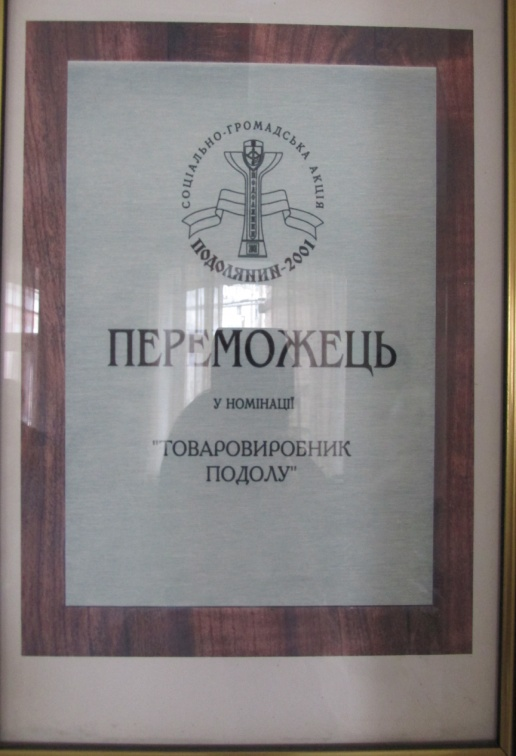 СОЦІАЛЬНО-ГРОМАДСЬКА АКЦІЯ
ПОДОЛЯНИН-2001
ПЕРЕМОЖЕЦЬ
У НОМІНАЦІЇ
"ТОВАРОВИРОБНИК
ПОДОЛУ"